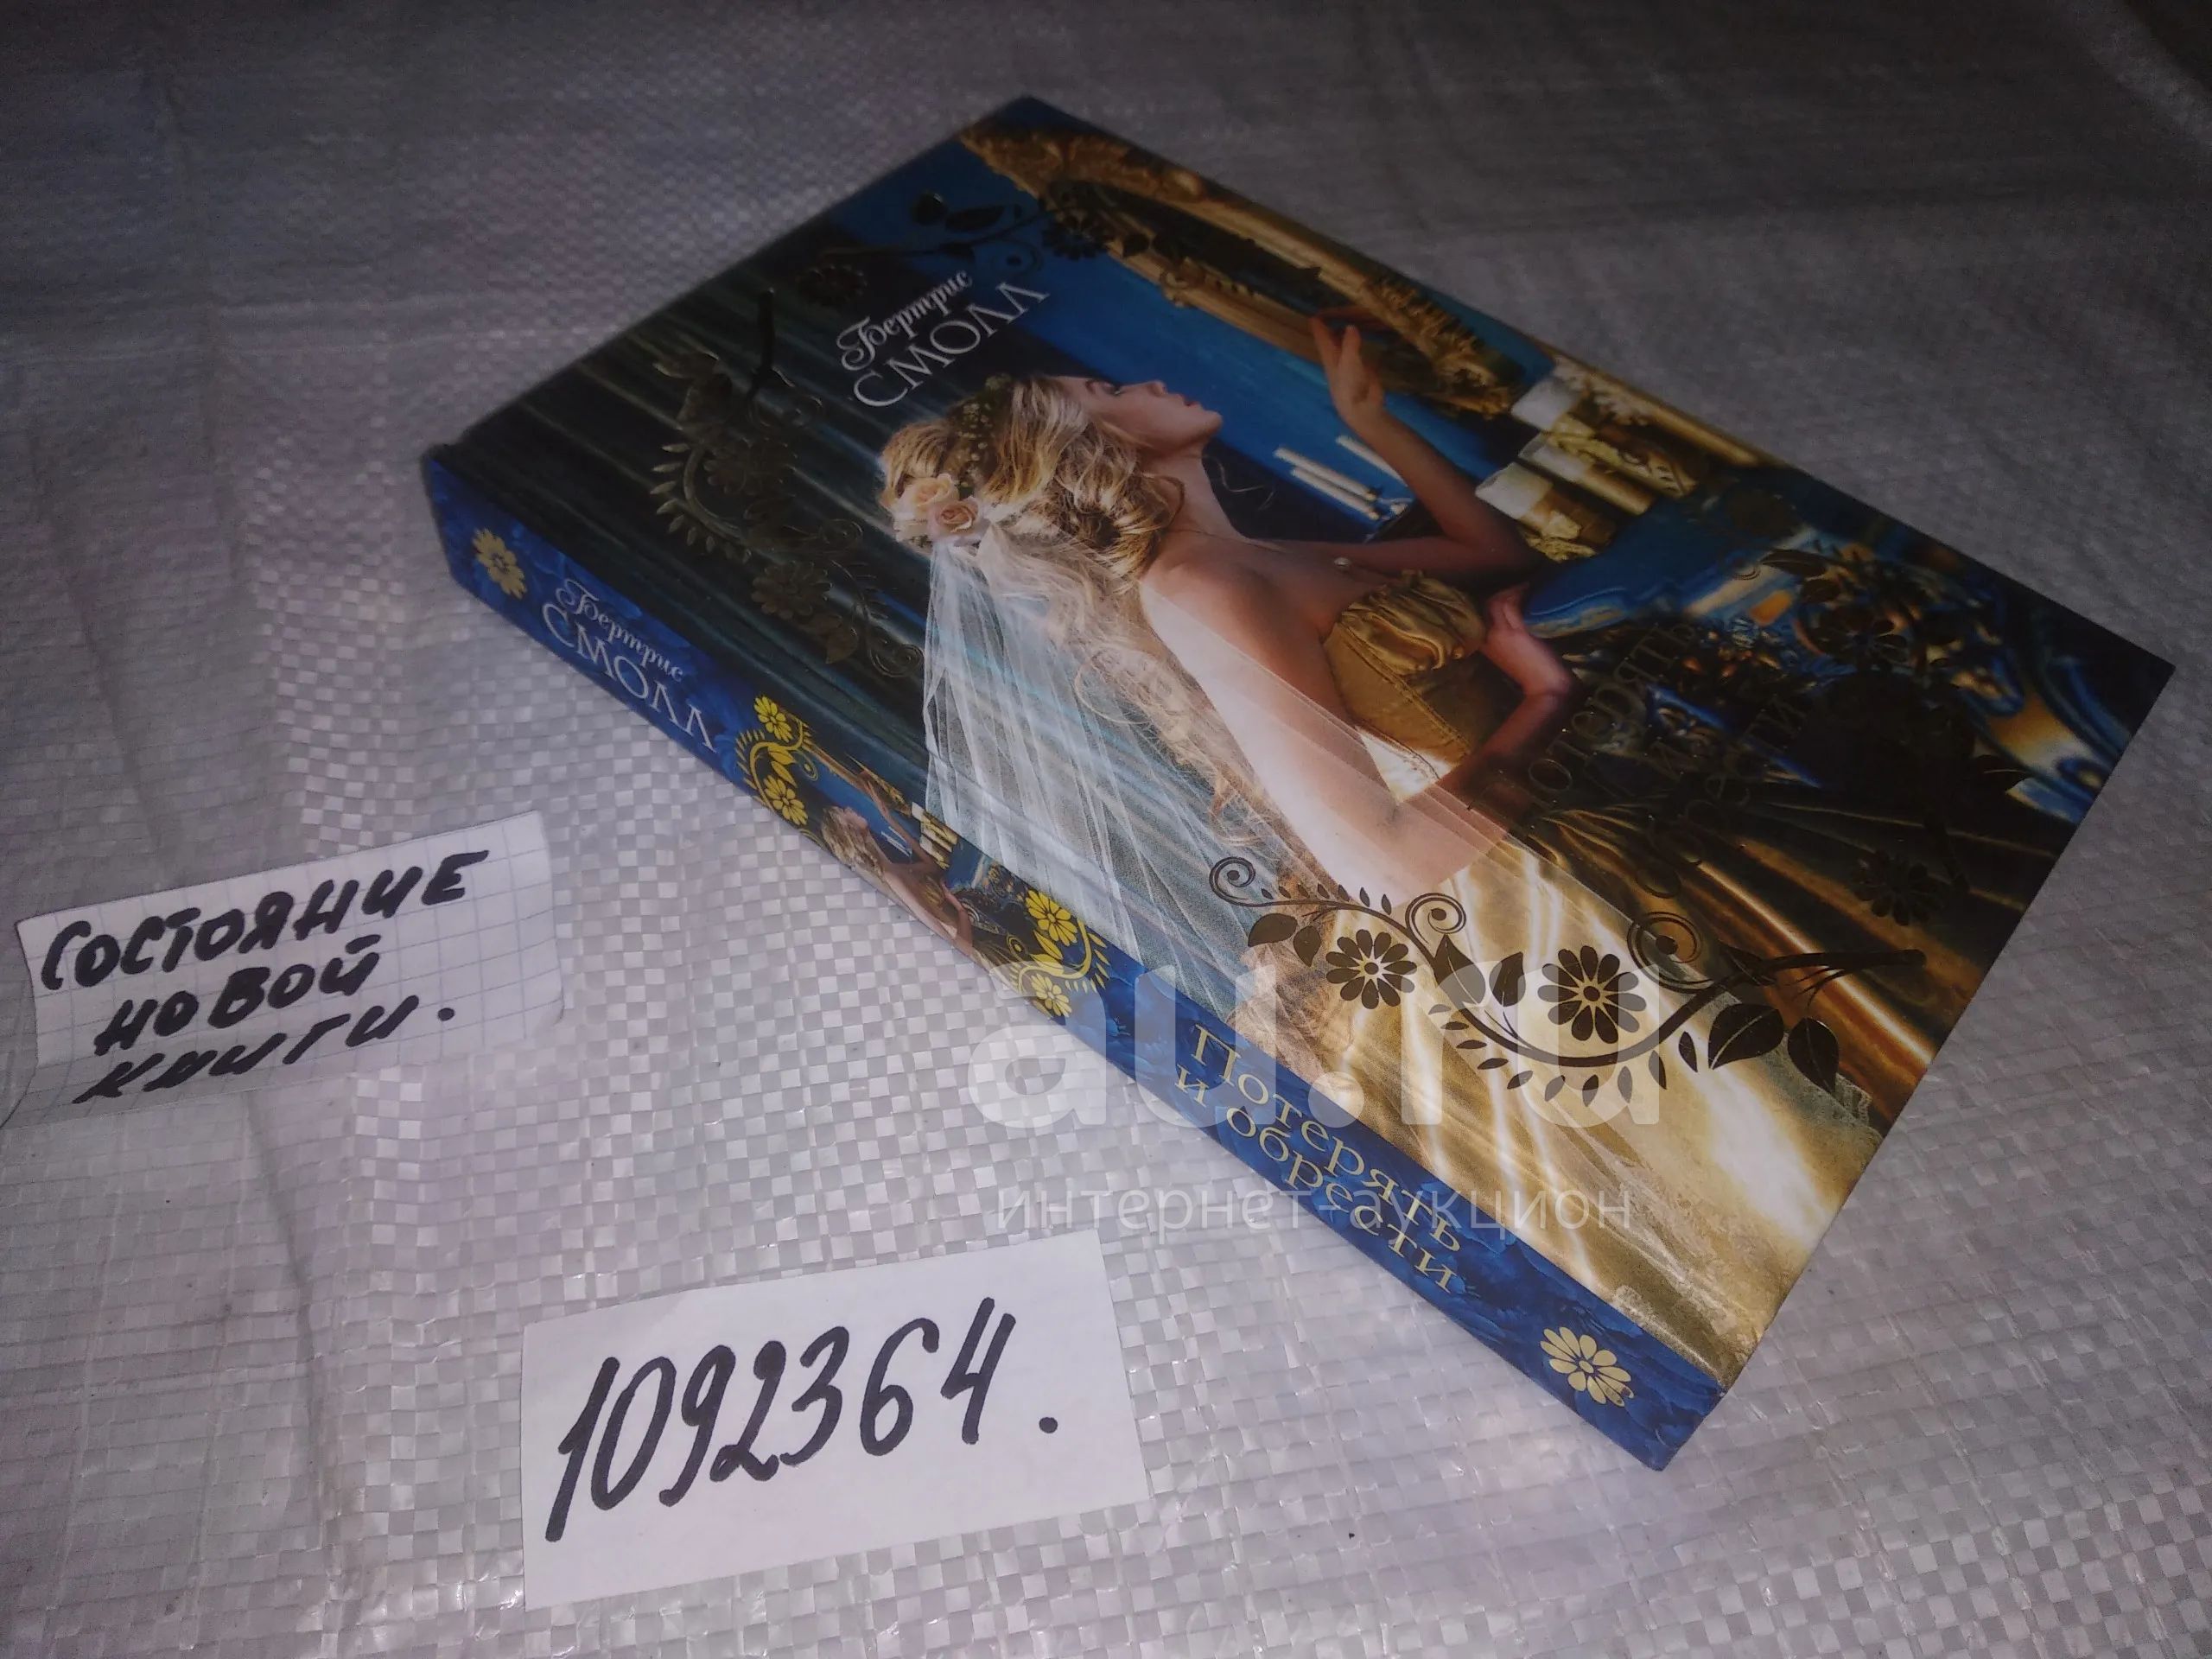 Бертрис
СМОЛЛ
Потерять
и
обрести
Бертрис
СМОЛЛ
Потерять
и обрести
СОСТОЯНИЕ
НОВОЙ
КНИГИ.
1092364.
au.ru
интернет-аукцион